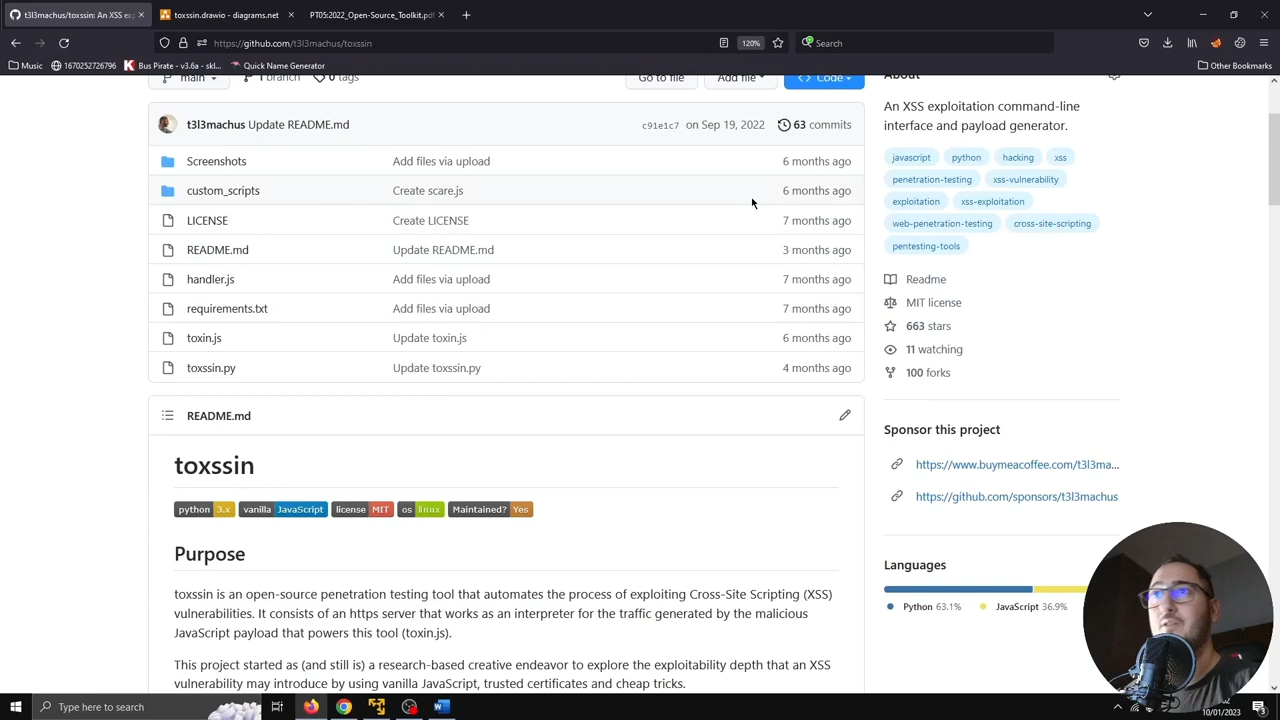 t3l3machus/toxssin: An XSS ex
toxssin.drawio - diagrams.net
PT05:2022_Open-Source_Toolkit.pdf
https://github.com/t3l3machus/toxssin
120%
Search
Music
1670252726796
Bus Pirate - v3.6a - skl...
Quick Name Generator
Other Bookmarks
main
1 branch
0 tags
Go to file
Add file
<> Code
t3l3machus Update README.md
c91e1c7 on Sep 19, 2022
63 commits
Screenshots Add files via upload 6 months ago
custom_scripts Create scare.js 6 months ago
LICENSE Create LICENSE 7 months ago
README.md Update README.md 3 months ago
handler.js Add files via upload 7 months ago
requirements.txt Add files via upload 7 months ago
toxin.js Update toxin.js 6 months ago
toxssin.py Update toxssin.py 4 months ago
README.md
toxssin
python 3.x vanilla JavaScript license MIT os linux Maintained? Yes
Purpose
toxssin is an open-source penetration testing tool that automates the process of exploiting Cross-Site Scripting (XSS)
vulnerabilities. It consists of an https server that works as an interpreter for the traffic generated by the malicious
JavaScript payload that powers this tool (toxin.js).
This project started as (and still is) a research-based creative endeavor to explore the exploitability depth that an XSS
vulnerability may introduce by using vanilla JavaScript, trusted certificates and cheap tricks.
About
An XSS exploitation command-line
interface and payload generator.
javascript python hacking xss
penetration-testing xss-vulnerability
exploitation xss-exploitation
web-penetration-testing cross-site-scripting
pentesting-tools
Readme
MIT license
663 stars
11 watching
100 forks
Sponsor this project
https://www.buymeacoffee.com/t3l3ma...
https://github.com/sponsors/t3l3machus
Languages
Python 63.1% JavaScript 36.9%
Type here to search
10/01/2023
3